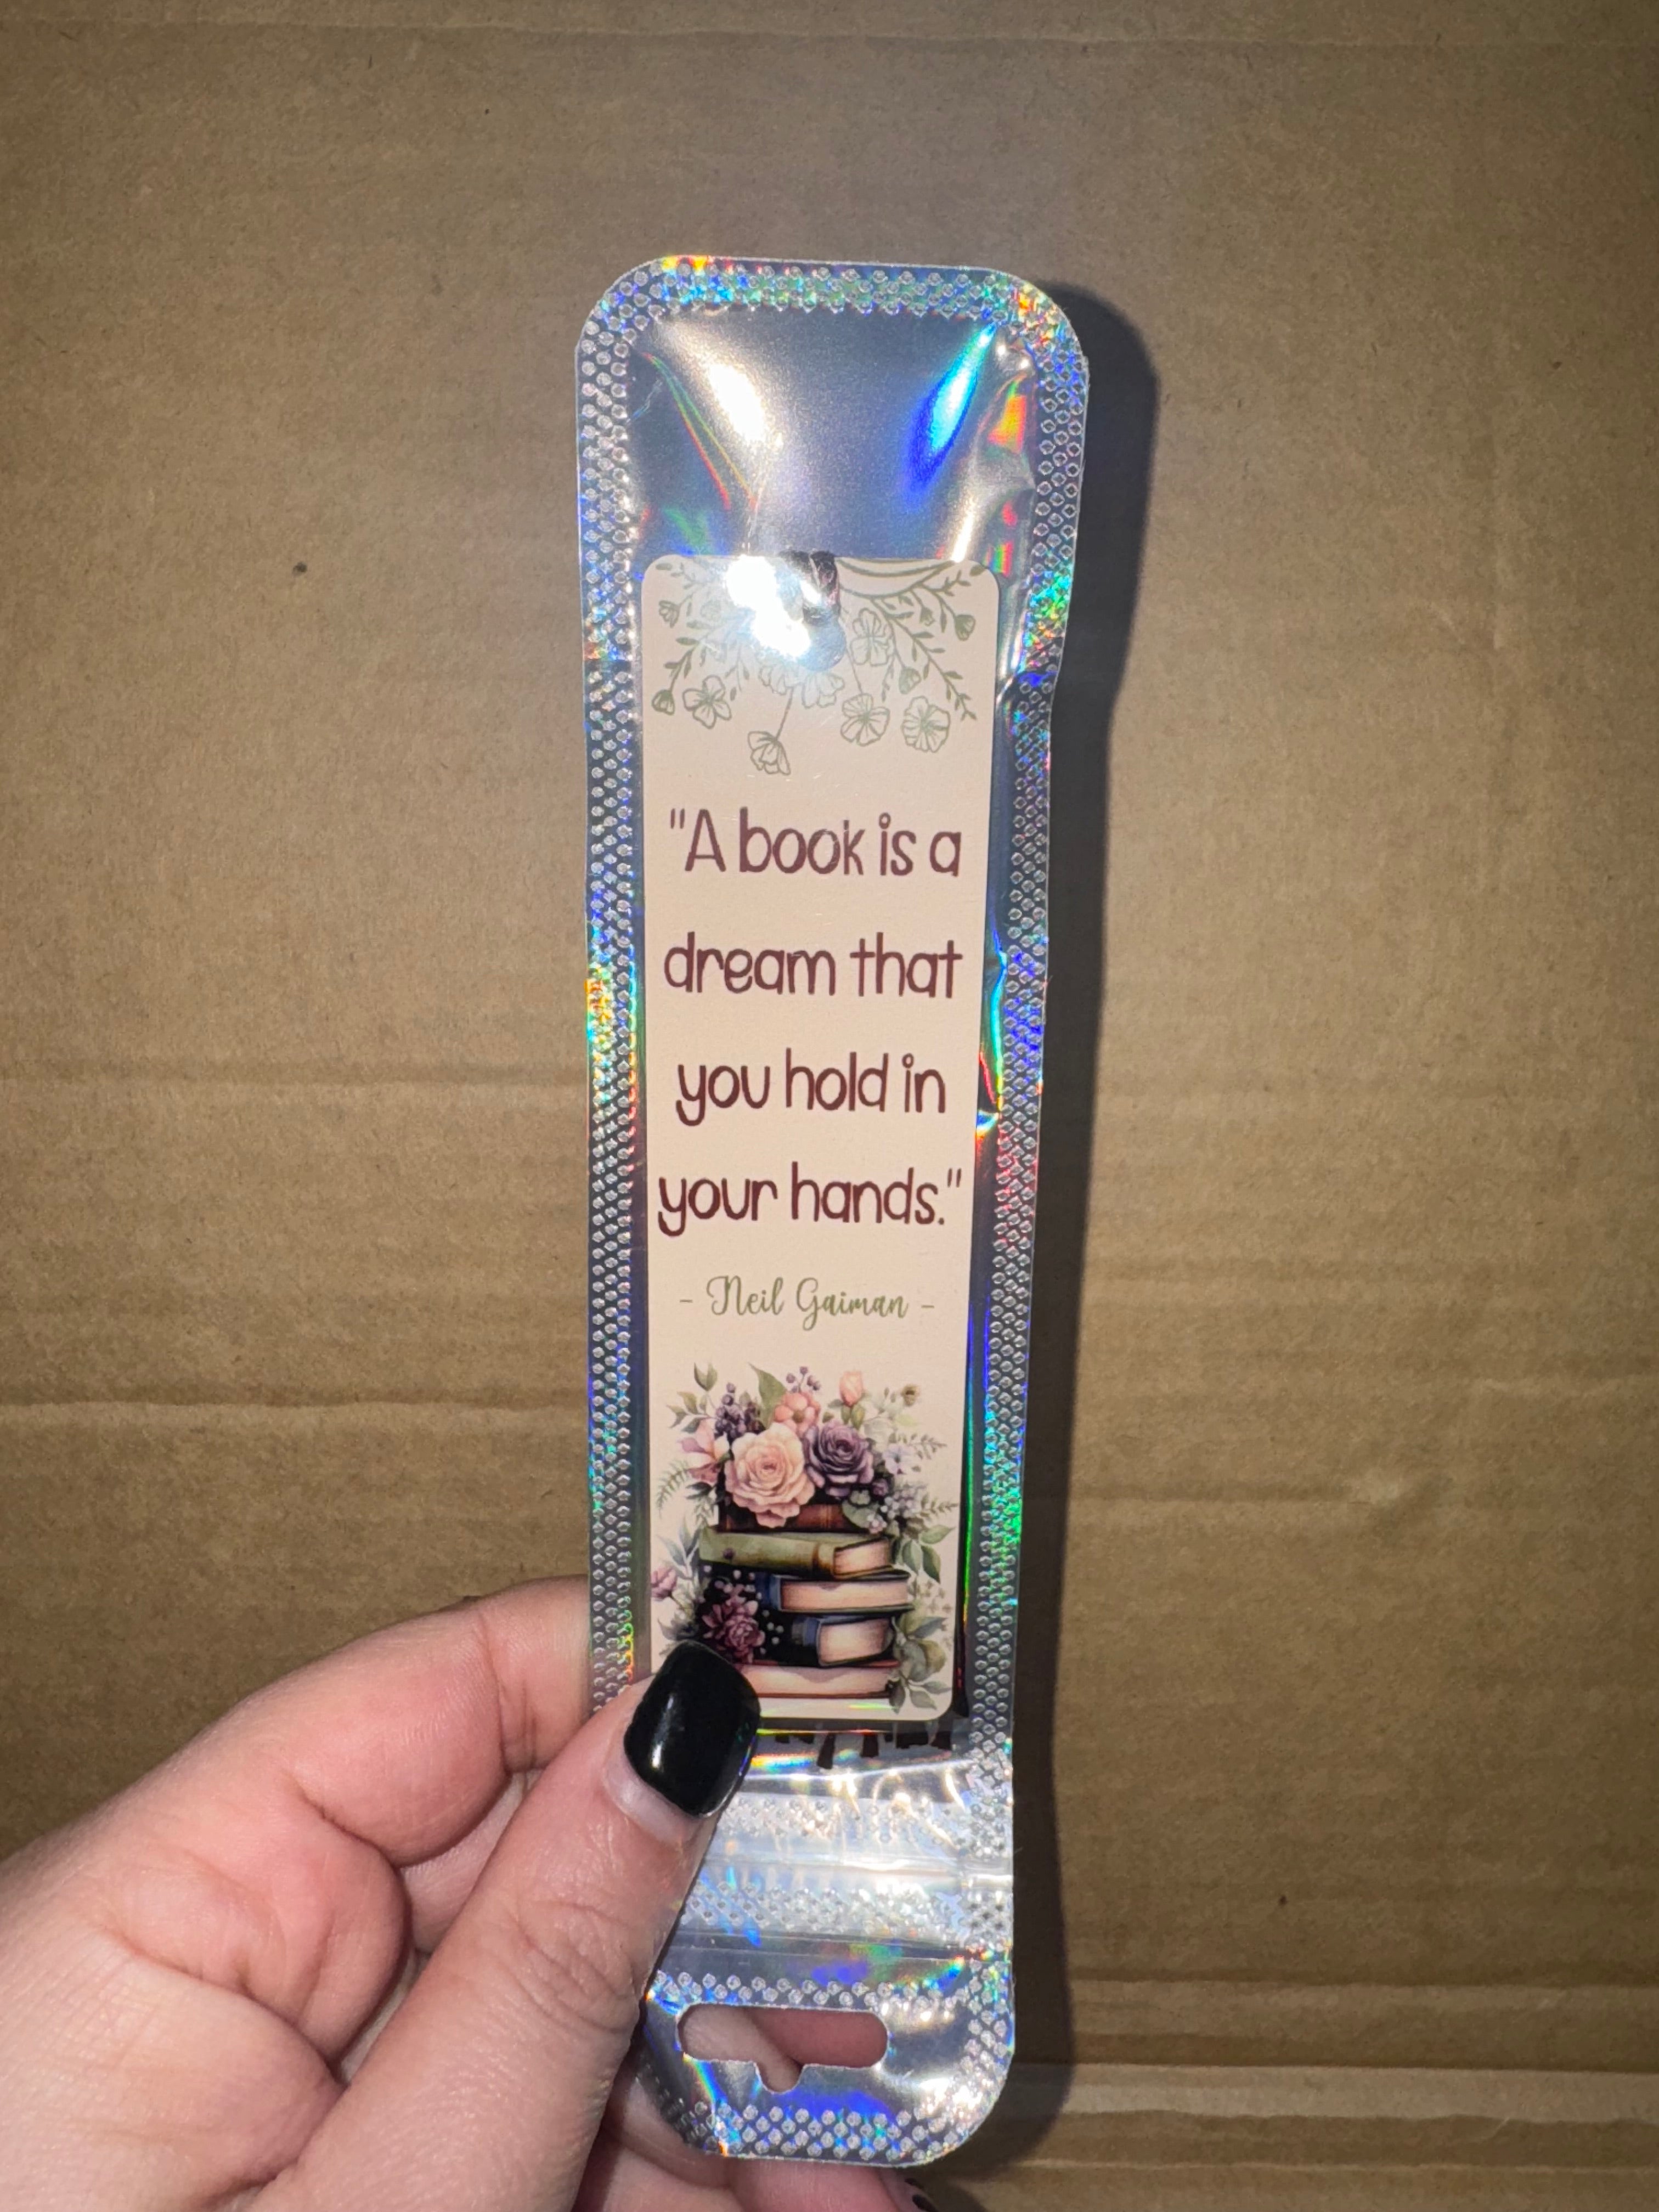 "A book is a
dream that
you hold in
your hands."
- Neil Gaiman -